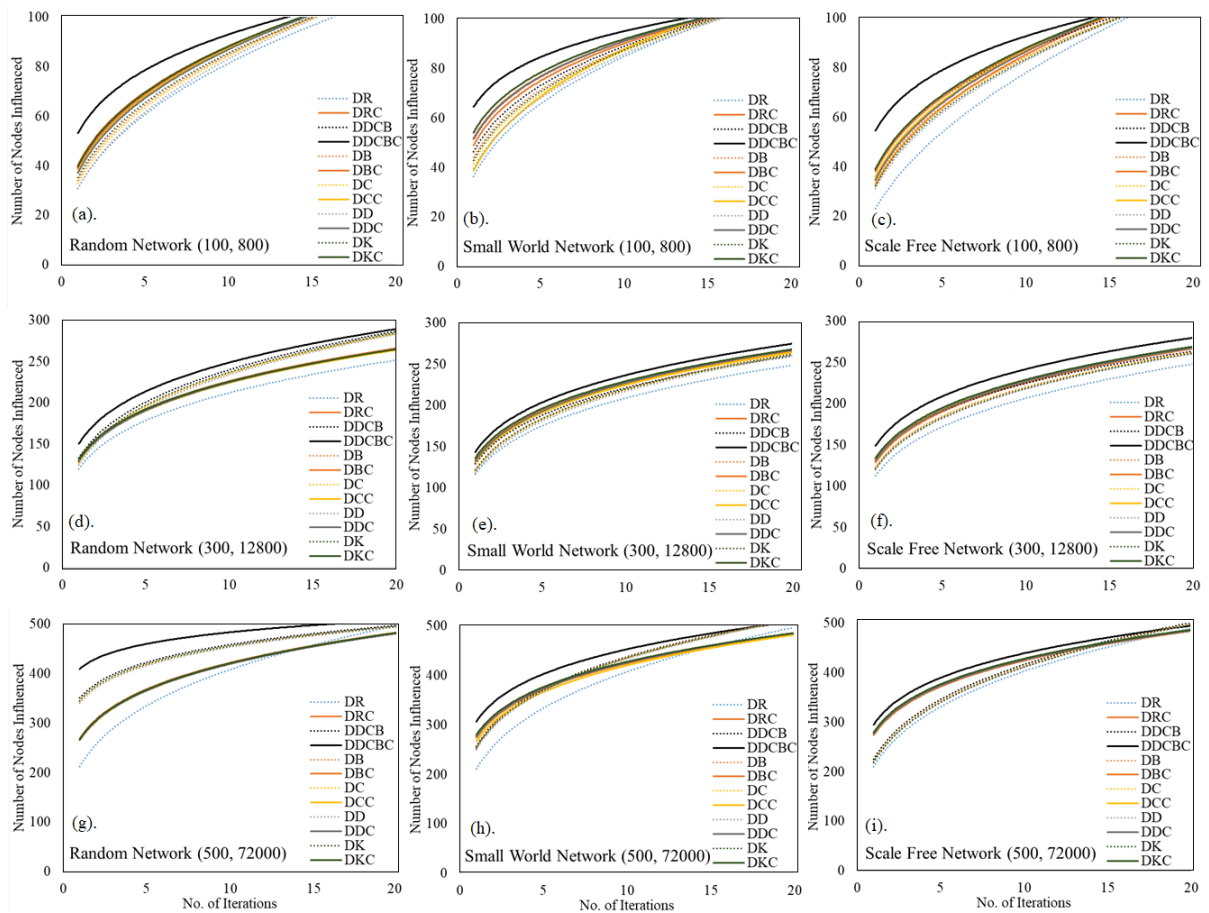 Number of Nodes Influenced
100
80
60
40
20
0
0 5 10 15 20
DR
DRC
DDCB
DDCBC
DB
DBC
DC
DCC
DD
DDC
DK
DKC
(a).
Random Network (100, 800)
Number of Nodes Influenced
100
80
60
40
20
0
0 5 10 15 20
DR
DRC
DDCB
DDCBC
DB
DBC
DC
DCC
DD
DDC
DK
DKC
(b).
Small World Network (100, 800)
Number of Nodes Influenced
100
80
60
40
20
0
0 5 10 15 20
DR
DRC
DDCB
DDCBC
DB
DBC
DC
DCC
DD
DDC
DK
DKC
(c).
Scale Free Network (100, 800)
Number of Nodes Influenced
300
250
200
150
100
50
0
0 5 10 15 20
DR
DRC
DDCB
DDCBC
DB
DBC
DC
DCC
DD
DDC
DK
DKC
(d).
Random Network (300, 12800)
Number of Nodes Influenced
300
250
200
150
100
50
0
0 5 10 15 20
DR
DRC
DDCB
DDCBC
DB
DBC
DC
DCC
DD
DDC
DK
DKC
(e).
Small World Network (300, 12800)
Number of Nodes Influenced
300
250
200
150
100
50
0
0 5 10 15 20
DR
DRC
DDCB
DDCBC
DB
DBC
DC
DCC
DD
DDC
DK
DKC
(f).
Scale Free Network (300, 12800)
Number of Nodes Influenced
500
400
300
200
100
0
0 5 10 15 20
No. of Iterations
DR
DRC
DDCB
DDCBC
DB
DBC
DC
DCC
DD
DDC
DK
DKC
(g).
Random Network (500, 72000)
Number of Nodes Influenced
500
400
300
200
100
0
0 5 10 15 20
No. of Iterations
DR
DRC
DDCB
DDCBC
DB
DBC
DC
DCC
DD
DDC
DK
DKC
(h).
Small World Network (500, 72000)
Number of Nodes Influenced
500
400
300
200
100
0
0 5 10 15 20
No. of Iterations
DR
DRC
DDCB
DDCBC
DB
DBC
DC
DCC
DD
DDC
DK
DKC
(i).
Scale Free Network (500, 72000)